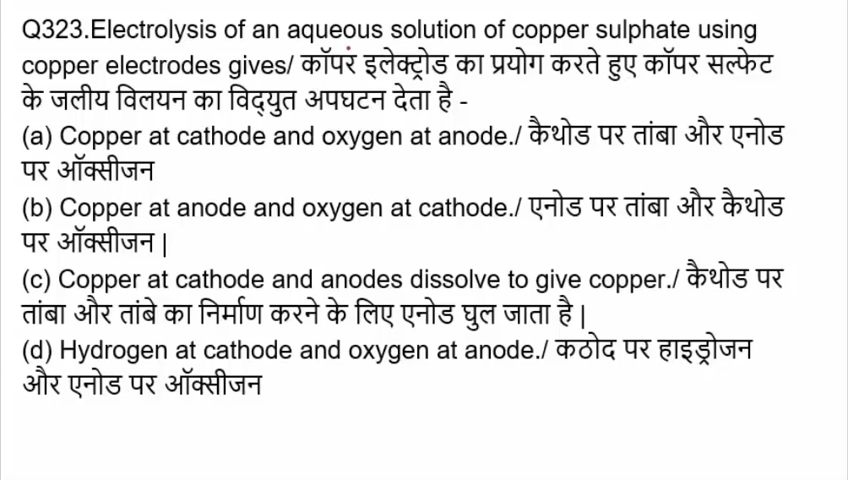 Q323.Electrolysis of an aqueous solution of copper sulphate using
copper electrodes gives/ कॉपर इलेक्ट्रोड का प्रयोग करते हुए कॉपर सल्फेट
के जलीय विलयन का विद्युत अपघटन देता है -
(a) Copper at cathode and oxygen at anode./ कैथोड पर तांबा और एनोड
पर ऑक्सीजन
(b) Copper at anode and oxygen at cathode./ एनोड पर तांबा और कैथोड
पर ऑक्सीजन |
(c) Copper at cathode and anodes dissolve to give copper./ कैथोड पर
तांबा और तांबे का निर्माण करने के लिए एनोड घुल जाता है |
(d) Hydrogen at cathode and oxygen at anode./ कठोद पर हाइड्रोजन
और एनोड पर ऑक्सीजन